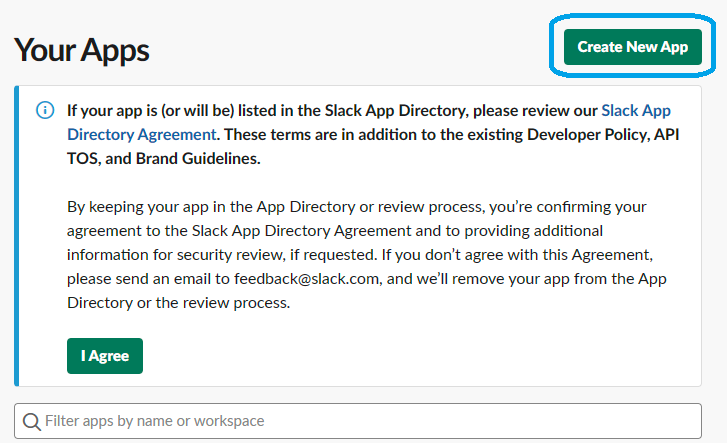 Your Apps
Create New App
If your app is (or will be) listed in the Slack App Directory, please review our Slack App
Directory Agreement. These terms are in addition to the existing Developer Policy, API
TOS, and Brand Guidelines.
By keeping your app in the App Directory or review process, you’re confirming your
agreement to the Slack App Directory Agreement and to providing additional
information for security review, if requested. If you don’t agree with this Agreement,
please send an email to feedback@slack.com, and we’ll remove your app from the App
Directory or the review process.
I Agree
Filter apps by name or workspace